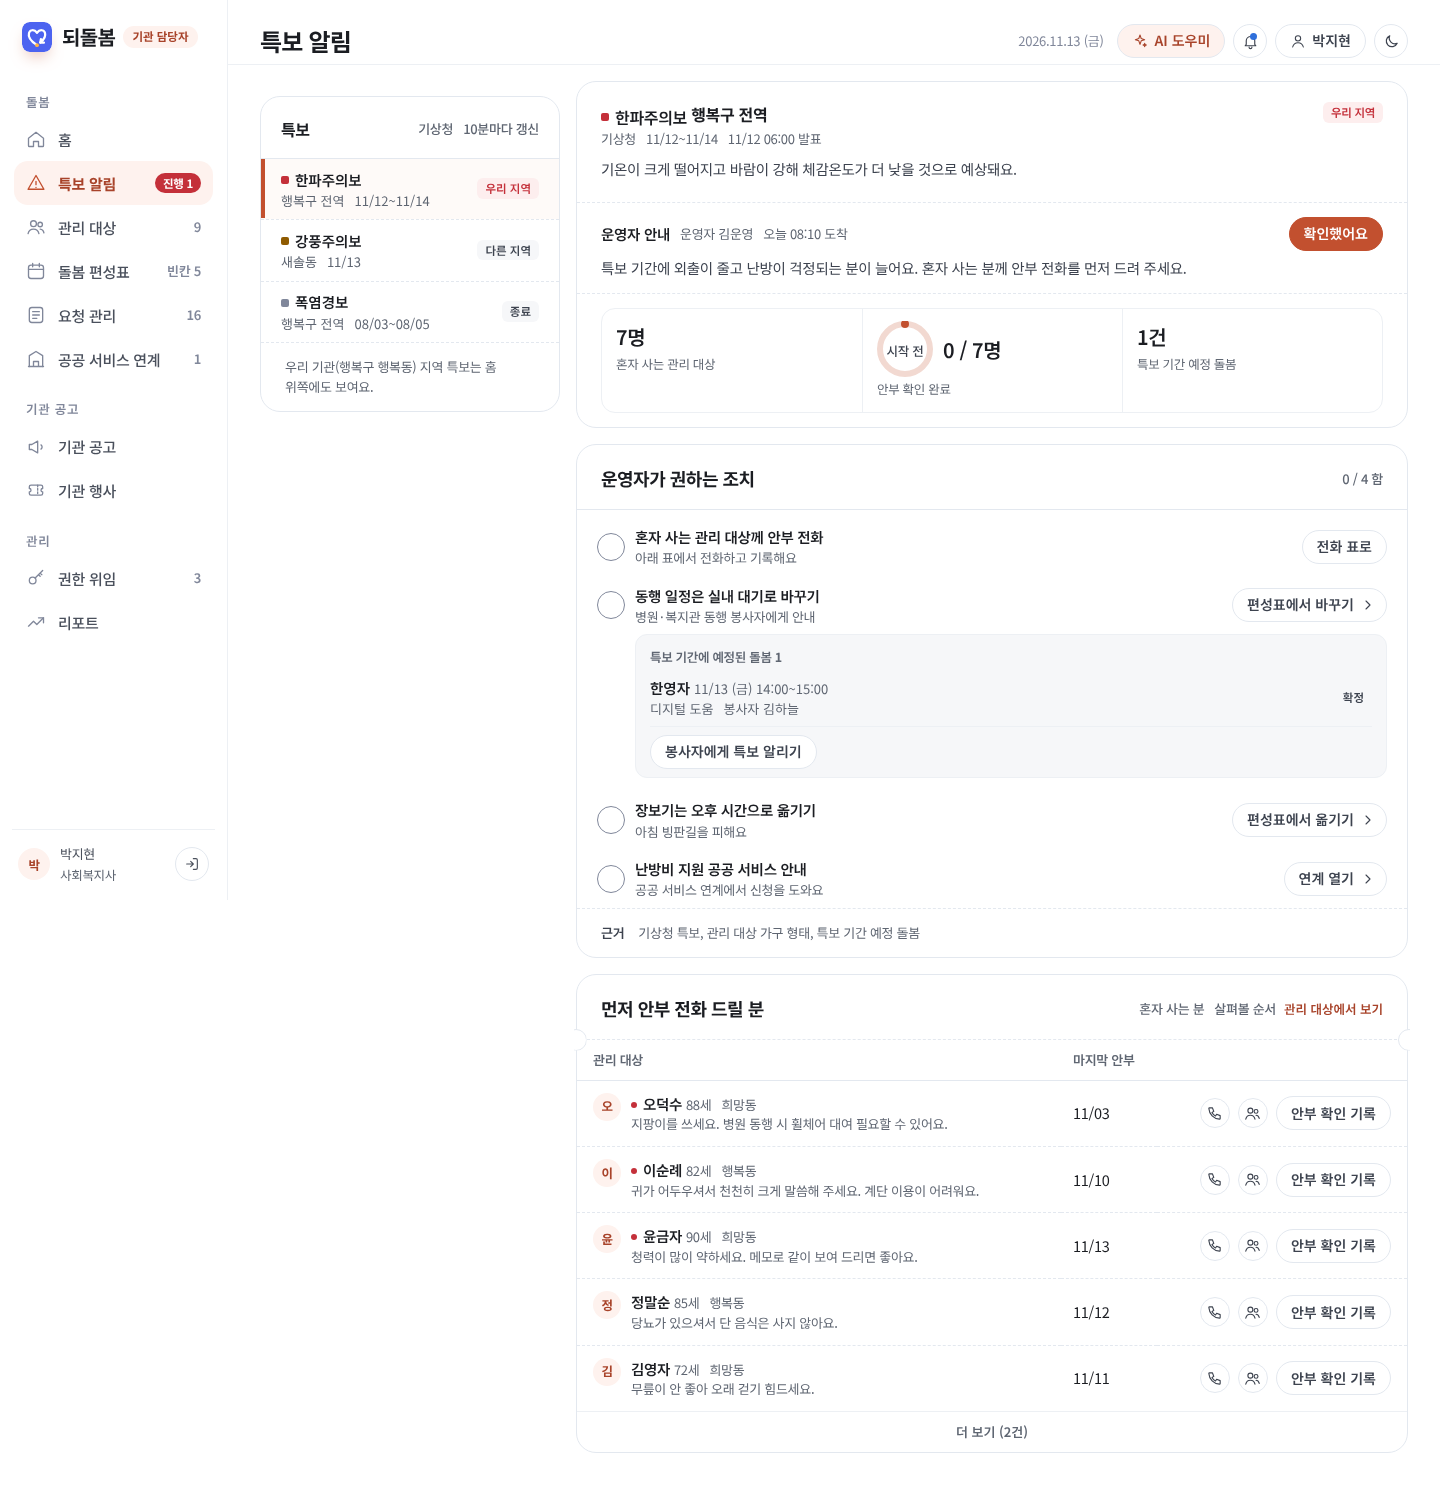 되돌봄 기관 담당자
돌봄
홈
특보 알림 진행 1
관리 대상 9
돌봄 편성표 빈칸 5
요청 관리 16
공공 서비스 연계 1
기관 공고
기관 공고
기관 행사
관리
권한 위임 3
리포트
박 박지현
사회복지사
특보 알림
2026.11.13 (금) AI 도우미 박지현
특보 기상청 10분마다 갱신
한파주의보
행복구 전역 11/12~11/14
우리 지역
강풍주의보
새솔동 11/13
다른 지역
폭염경보
행복구 전역 08/03~08/05
종료
우리 기관(행복구 행복동) 지역 특보는 홈
위쪽에도 보여요.
한파주의보 행복구 전역 우리 지역
기상청 11/12~11/14 11/12 06:00 발표
기온이 크게 떨어지고 바람이 강해 체감온도가 더 낮을 것으로 예상돼요.
운영자 안내 운영자 김운영 오늘 08:10 도착 확인했어요
특보 기간에 외출이 줄고 난방이 걱정되는 분이 늘어요. 혼자 사는 분께 안부 전화를 먼저 드려 주세요.
7명
혼자 사는 관리 대상
시작 전 0 / 7명
안부 확인 완료
1건
특보 기간 예정 돌봄
운영자가 권하는 조치 0 / 4 함
혼자 사는 관리 대상께 안부 전화
아래 표에서 전화하고 기록해요
전화 표로
동행 일정은 실내 대기로 바꾸기
병원·복지관 동행 봉사자에게 안내
편성표에서 바꾸기
특보 기간에 예정된 돌봄 1
한영자 11/13 (금) 14:00~15:00
디지털 도움 봉사자 김하늘
확정
봉사자에게 특보 알리기
장보기는 오후 시간으로 옮기기
아침 빙판길을 피해요
편성표에서 옮기기
난방비 지원 공공 서비스 안내
공공 서비스 연계에서 신청을 도와요
연계 열기
근거 기상청 특보, 관리 대상 가구 형태, 특보 기간 예정 돌봄
먼저 안부 전화 드릴 분 혼자 사는 분 살펴볼 순서 관리 대상에서 보기
관리 대상 마지막 안부
오 오덕수 88세 희망동
지팡이를 쓰세요. 병원 동행 시 휠체어 대여 필요할 수 있어요.
11/03 안부 확인 기록
이 이순례 82세 행복동
귀가 어두우셔서 천천히 크게 말씀해 주세요. 계단 이용이 어려워요.
11/10 안부 확인 기록
윤 윤금자 90세 희망동
청력이 많이 약하세요. 메모로 같이 보여 드리면 좋아요.
11/13 안부 확인 기록
정 정말순 85세 행복동
당뇨가 있으셔서 단 음식은 사지 않아요.
11/12 안부 확인 기록
김 김영자 72세 희망동
무릎이 안 좋아 오래 걷기 힘드세요.
11/11 안부 확인 기록
더 보기 (2건)